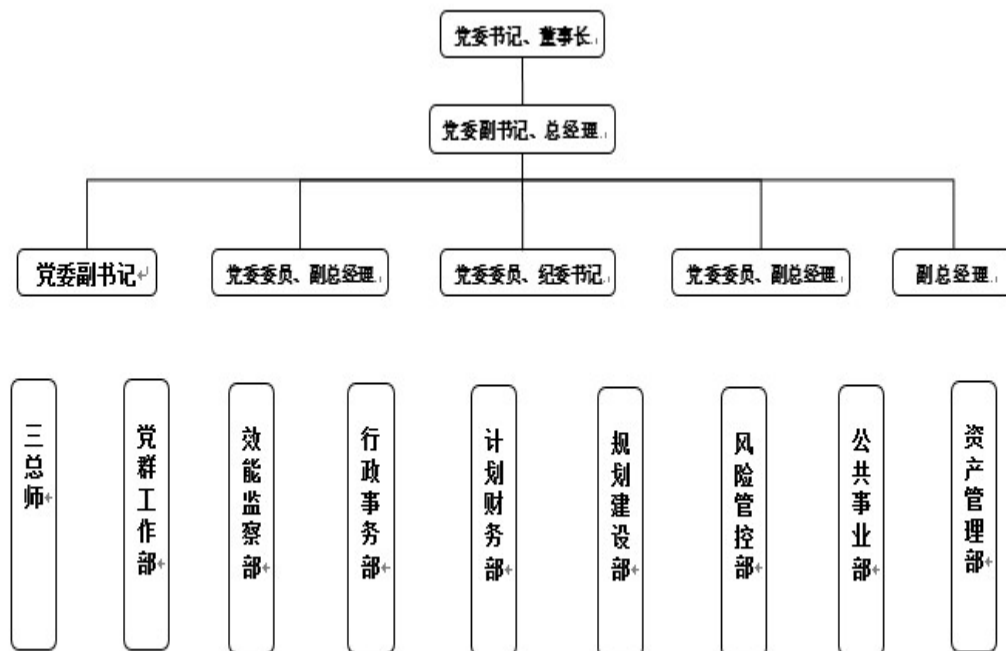 党委书记、董事长
党委副书记、总经理
党委副书记
党委委员、副总经理
党委委员、纪委书记
党委委员、副总经理
副总经理
三总师
党群工作部
效能监察部
行政事务部
计划财务部
规划建设部
风险管控部
公共事业部
资产管理部